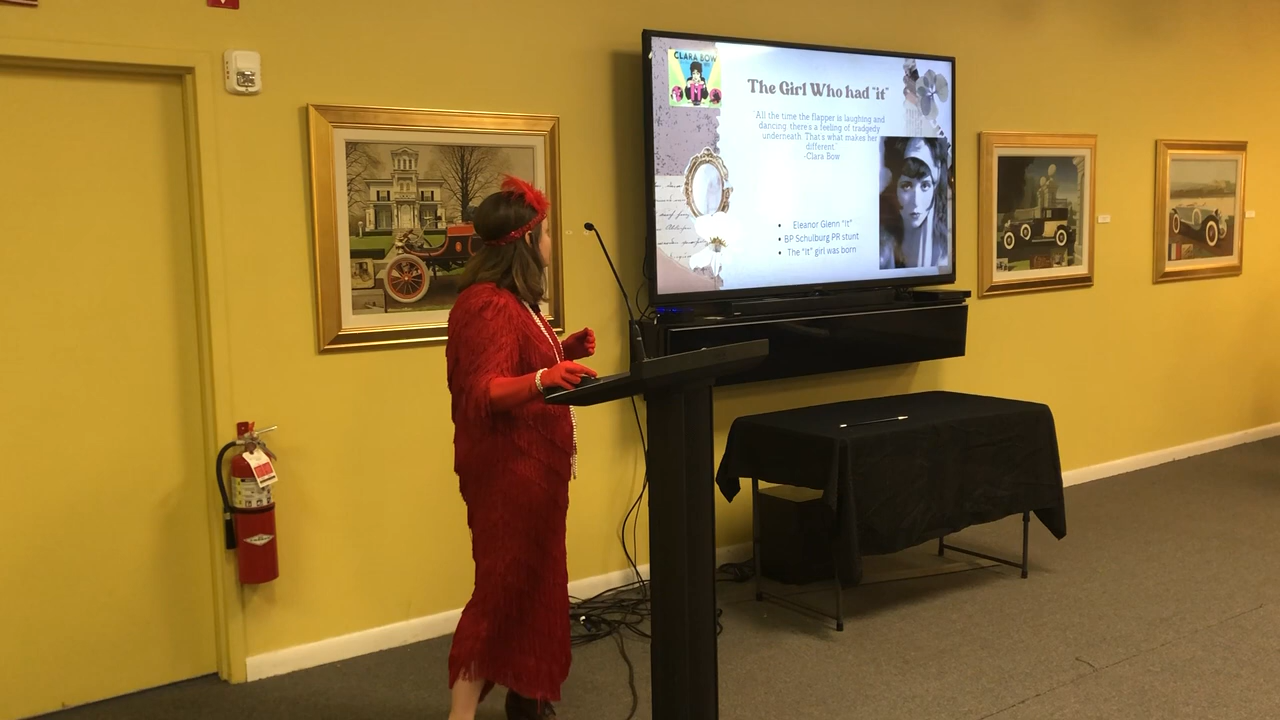 CLARA BOW
The Girl Who had "it"
All the time the flapper is laughing and
dancing there's a feeling of tradgedy
underneath That's what makes her
different
-Clara Bow
Eleanor Glenn "It"
BP Schulburg PR stunt
The "it" girl was born